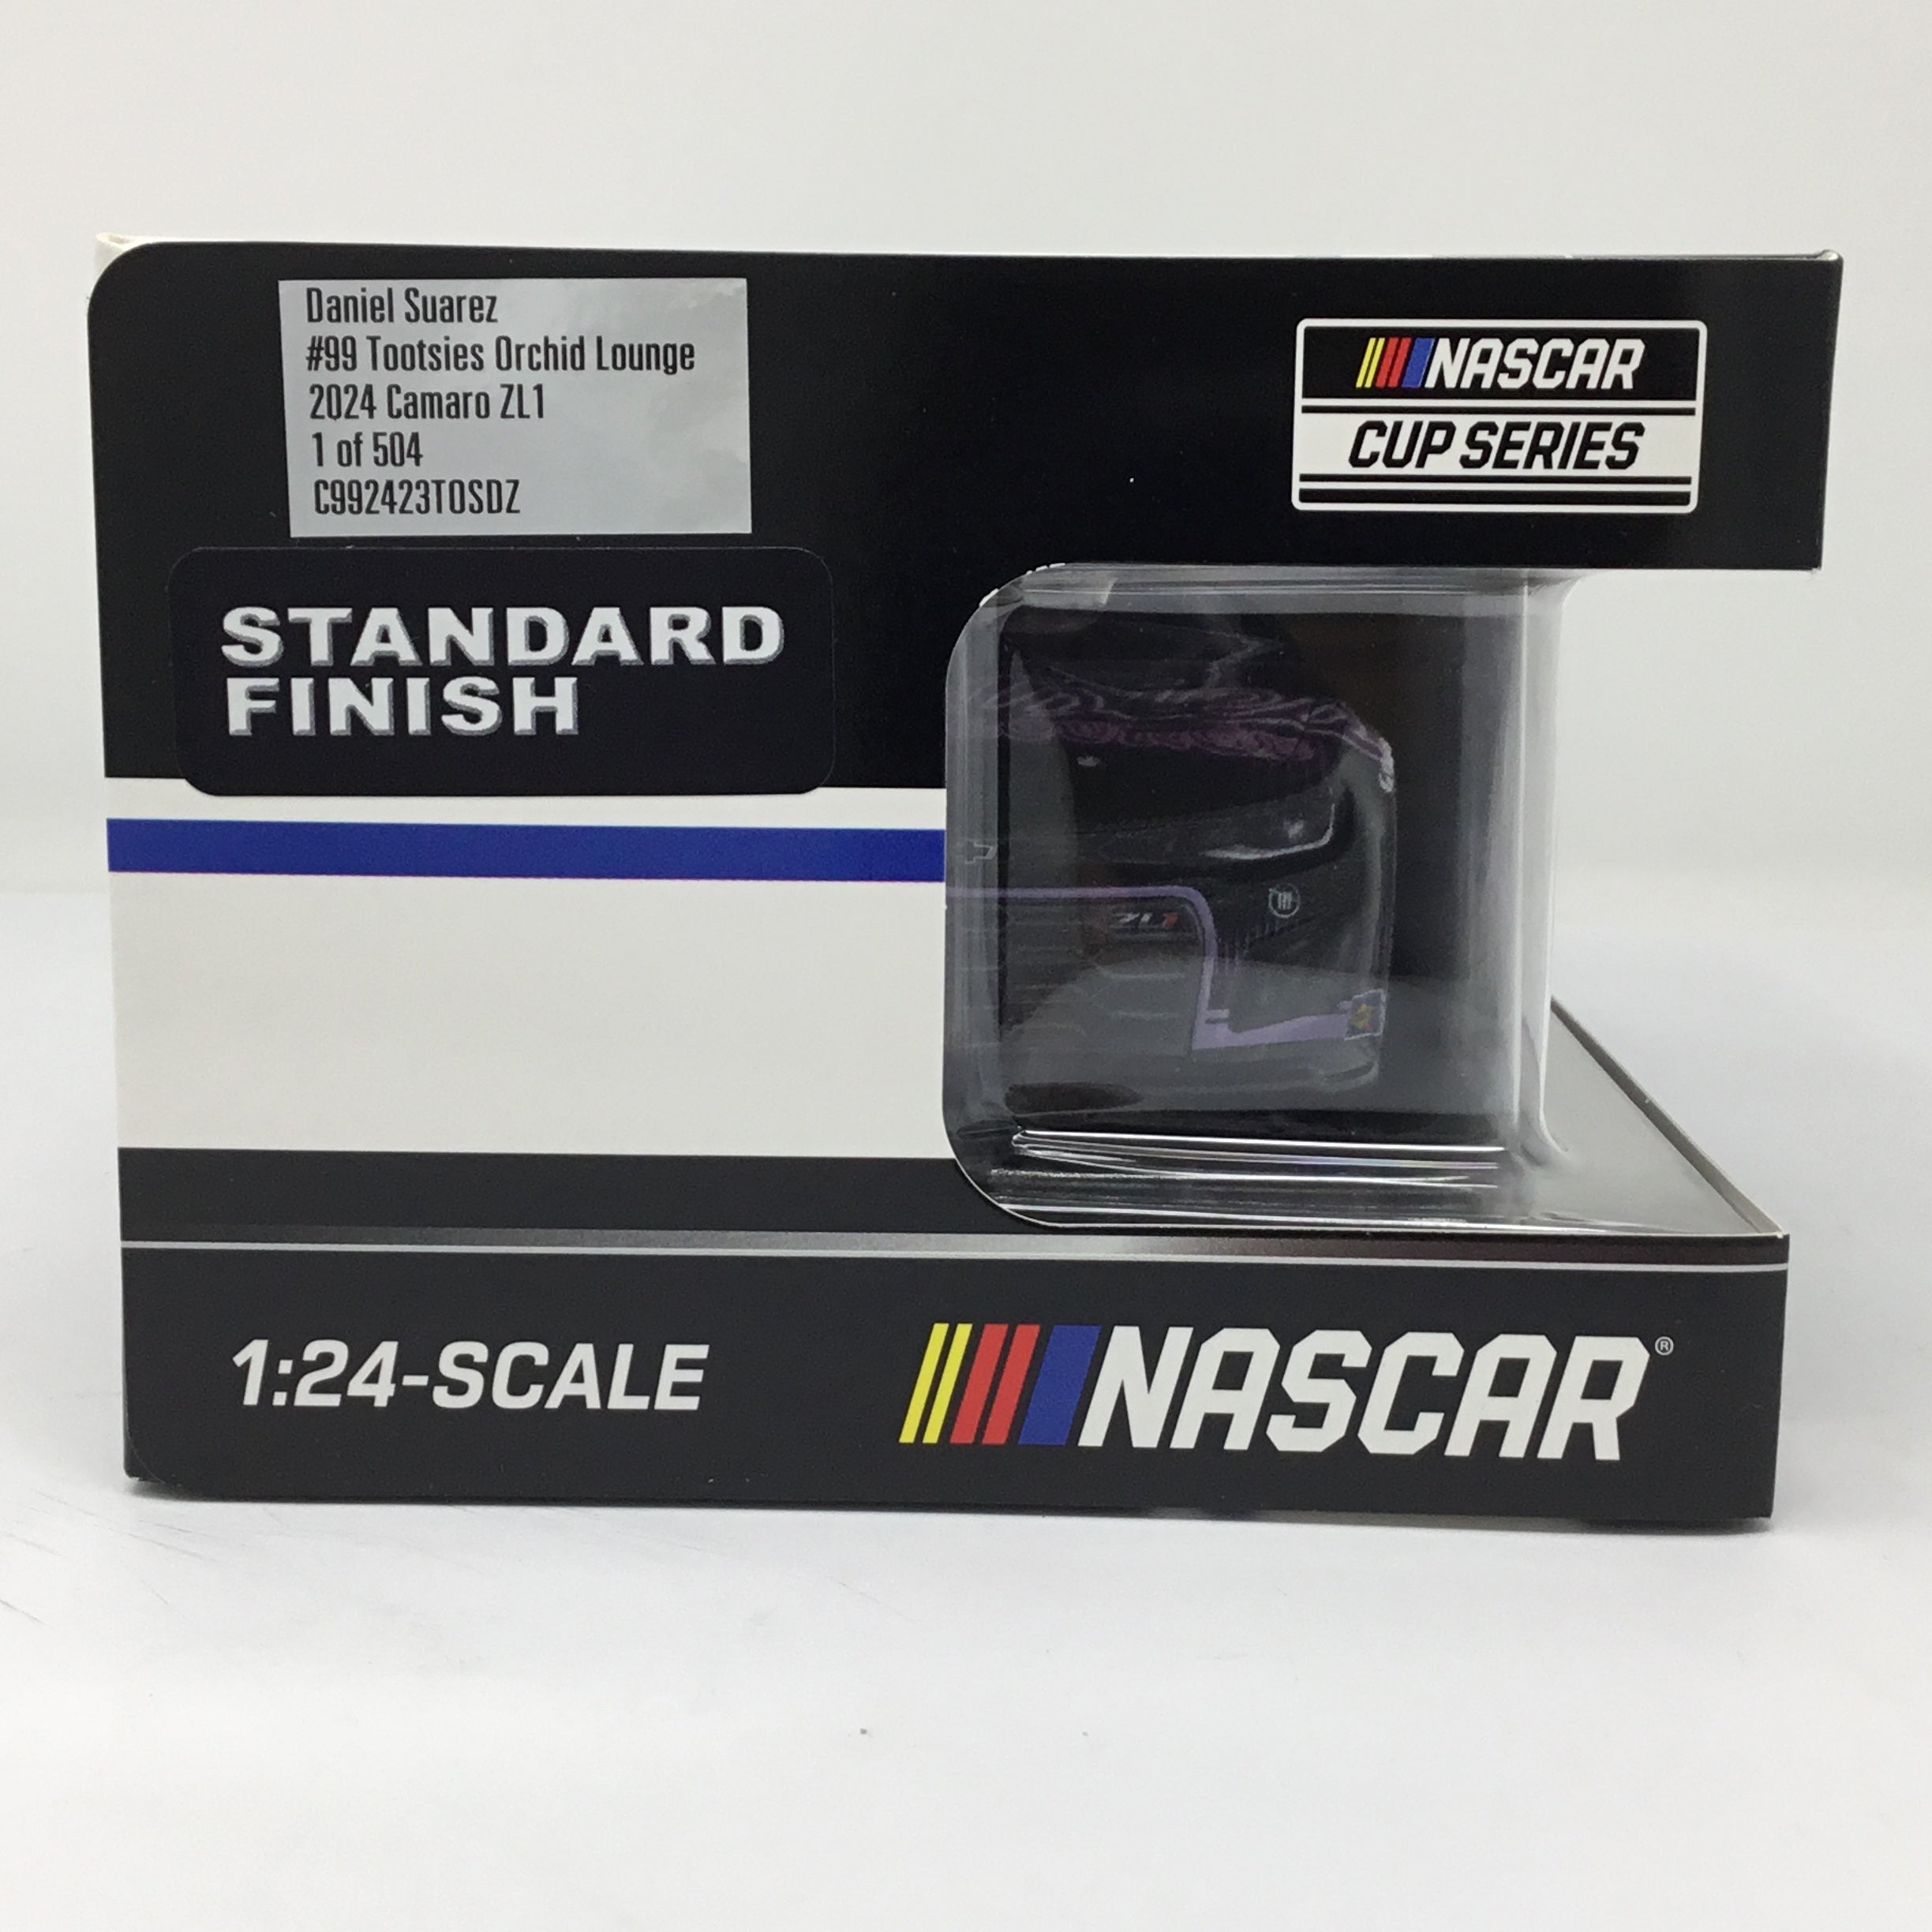 Daniel Suarez
#99 Tootsies Orchid Lounge
2024 Camaro ZL1
1 of 504
C992423TOSDZ
NASCAR
CUP SERIES
STANDARD
FINISH
ZL1
1:24-SCALE
NASCAR®